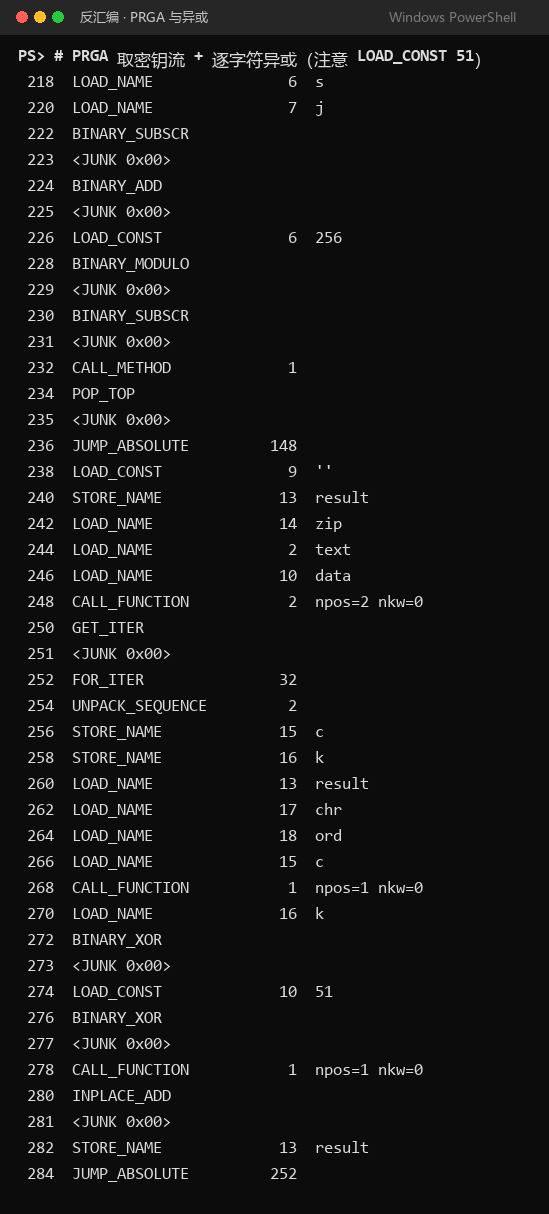 反汇编 · PRGA 与异或
Windows PowerShell
PS> # PRGA 取密钥流 + 逐字符异或（注意 LOAD_CONST 51）
218 LOAD_NAME 6 s
220 LOAD_NAME 7 j
222 BINARY_SUBSCR
223 <JUNK 0x00>
224 BINARY_ADD
225 <JUNK 0x00>
226 LOAD_CONST 6 256
228 BINARY_MODULO
229 <JUNK 0x00>
230 BINARY_SUBSCR
231 <JUNK 0x00>
232 CALL_METHOD 1
234 POP_TOP
235 <JUNK 0x00>
236 JUMP_ABSOLUTE 148
238 LOAD_CONST 9 ''
240 STORE_NAME 13 result
242 LOAD_NAME 14 zip
244 LOAD_NAME 2 text
246 LOAD_NAME 10 data
248 CALL_FUNCTION 2 npos=2 nkw=0
250 GET_ITER
251 <JUNK 0x00>
252 FOR_ITER 32
254 UNPACK_SEQUENCE 2
256 STORE_NAME 15 c
258 STORE_NAME 16 k
260 LOAD_NAME 13 result
262 LOAD_NAME 17 chr
264 LOAD_NAME 18 ord
266 LOAD_NAME 15 c
268 CALL_FUNCTION 1 npos=1 nkw=0
270 LOAD_NAME 16 k
272 BINARY_XOR
273 <JUNK 0x00>
274 LOAD_CONST 10 51
276 BINARY_XOR
277 <JUNK 0x00>
278 CALL_FUNCTION 1 npos=1 nkw=0
280 INPLACE_ADD
281 <JUNK 0x00>
282 STORE_NAME 13 result
284 JUMP_ABSOLUTE 252